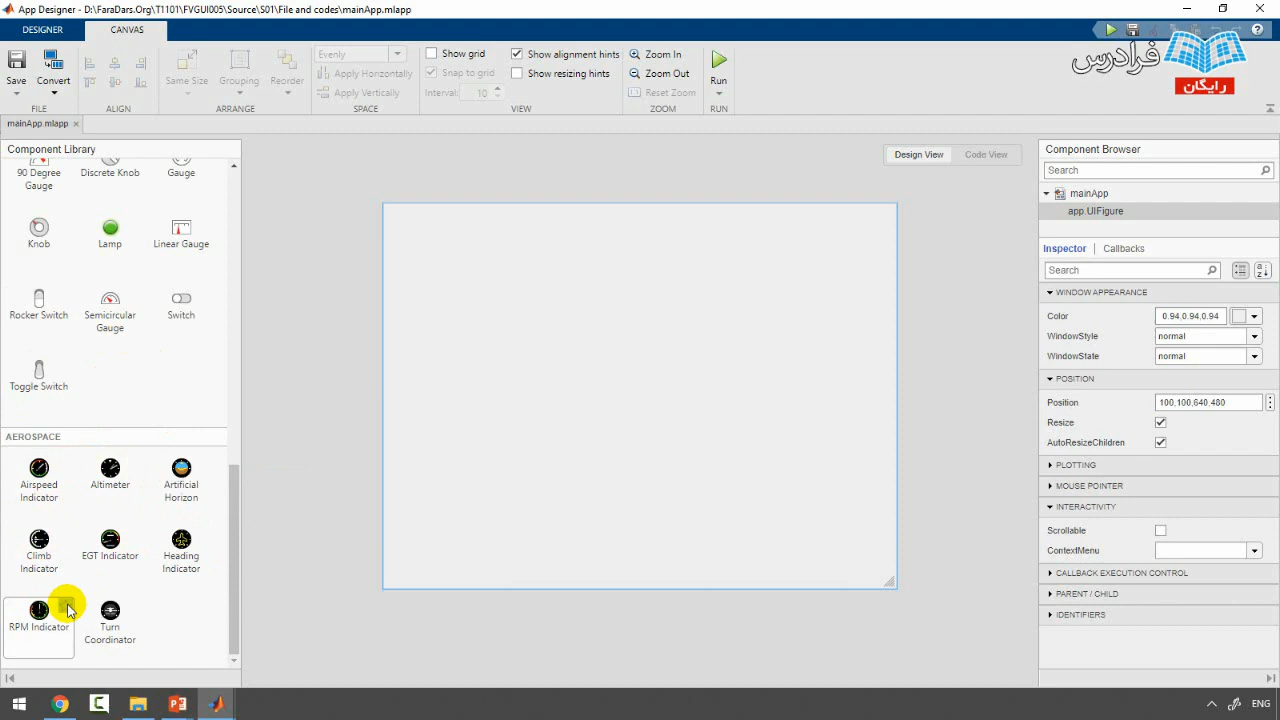 App Designer - D:\FaraDars.Org\T1101\FVGUI005\Source\S01\File and codes\mainApp.mlapp
DESIGNER
CANVAS
Save
Convert
FILE
ALIGN
Same Size
Grouping
Reorder
ARRANGE
Evenly
Apply Horizontally
Apply Vertically
SPACE
Show grid
Snap to grid
Interval:
10
Show alignment hints
Show resizing hints
VIEW
Zoom In
Zoom Out
Reset Zoom
ZOOM
Run
RUN
فرادرس
رایگان
mainApp.mlapp
Component Library
90 Degree
Gauge
Discrete Knob
Gauge
Knob
Lamp
Linear Gauge
Rocker Switch
Semicircular
Gauge
Switch
Toggle Switch
AEROSPACE
Airspeed
Indicator
Altimeter
Artificial
Horizon
Climb
Indicator
EGT Indicator
Heading
Indicator
RPM Indicator
Turn
Coordinator
Design View
Code View
Component Browser
Search
mainApp
app.UIFigure
Inspector
Callbacks
Search
WINDOW APPEARANCE
Color
0.94,0.94,0.94
WindowStyle
normal
WindowState
normal
POSITION
Position
100,100,640,480
Resize
AutoResizeChildren
PLOTTING
MOUSE POINTER
INTERACTIVITY
Scrollable
ContextMenu
CALLBACK EXECUTION CONTROL
PARENT / CHILD
IDENTIFIERS
ENG